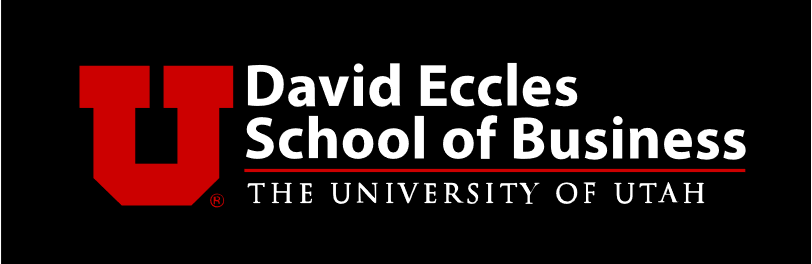 U®
David Eccles
School of Business
THE UNIVERSITY OF UTAH